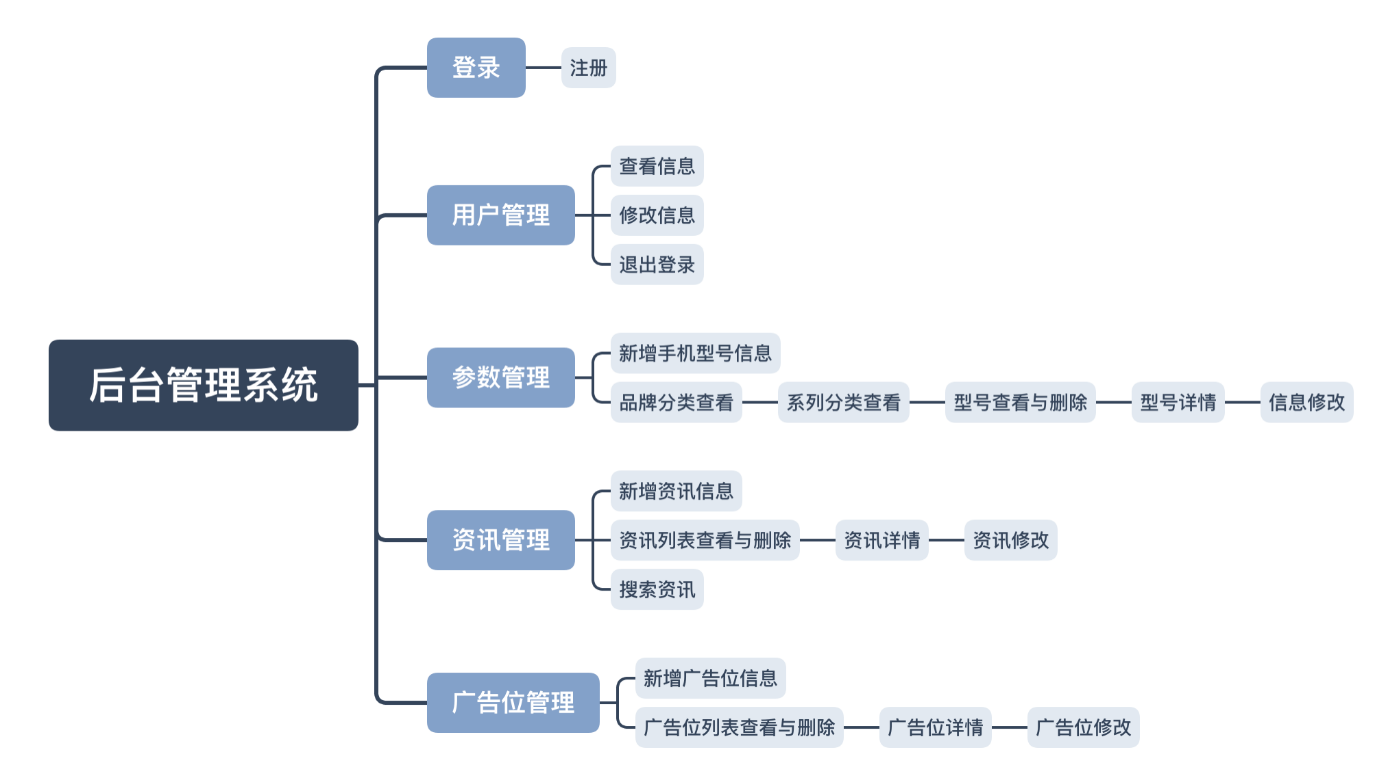 后台管理系统
登录
注册
用户管理
查看信息
修改信息
退出登录
参数管理
新增手机型号信息
品牌分类查看
系列分类查看
型号查看与删除
型号详情
信息修改
资讯管理
新增资讯信息
资讯列表查看与删除
资讯详情
资讯修改
搜索资讯
广告位管理
新增广告位信息
广告位列表查看与删除
广告位详情
广告位修改